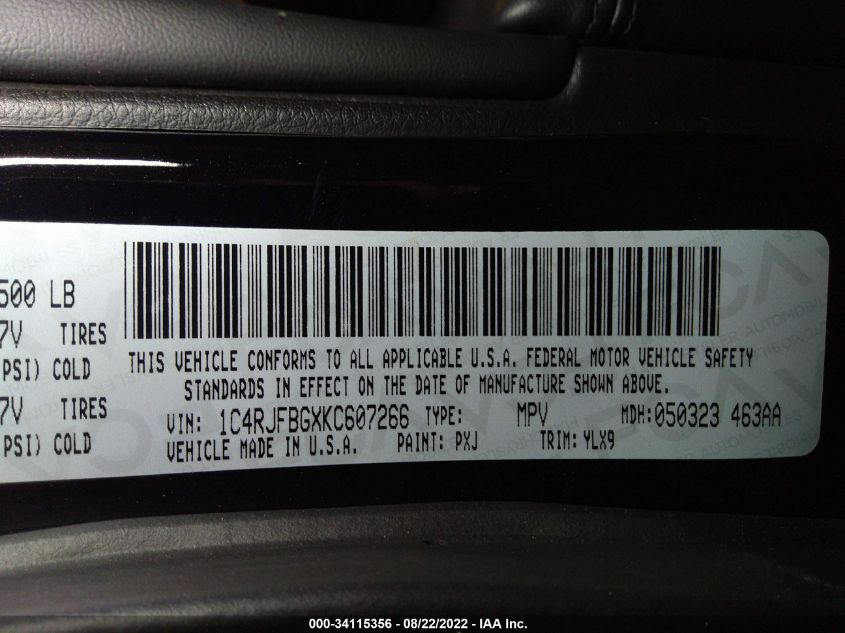 500 LB
7V TIRES
PSI) COLD
7V TIRES
PSI) COLD
THIS VEHICLE CONFORMS TO ALL APPLICABLE U.S.A. FEDERAL MOTOR VEHICLE SAFETY
STANDARDS IN EFFECT ON THE DATE OF MANUFACTURE SHOWN ABOVE.
VIN: 1C4RJFBGXKC607266 TYPE: MPV MDH: 050323 463AA
VEHICLE MADE IN U.S.A. PAINT: PXJ TRIM: YLX9
000-34115356 - 08/22/2022 - IAA Inc.